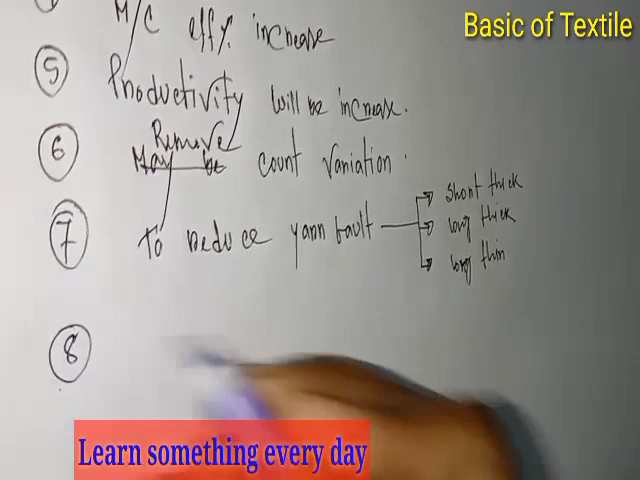 Basic of Textile
M/C effy. increase
⑤ Productivity will be increase.
Remove
⑥ May be count variation.
⑦ To reduce yarn fault → short thick
→ long thick
→ long thin
⑧
Learn something every day